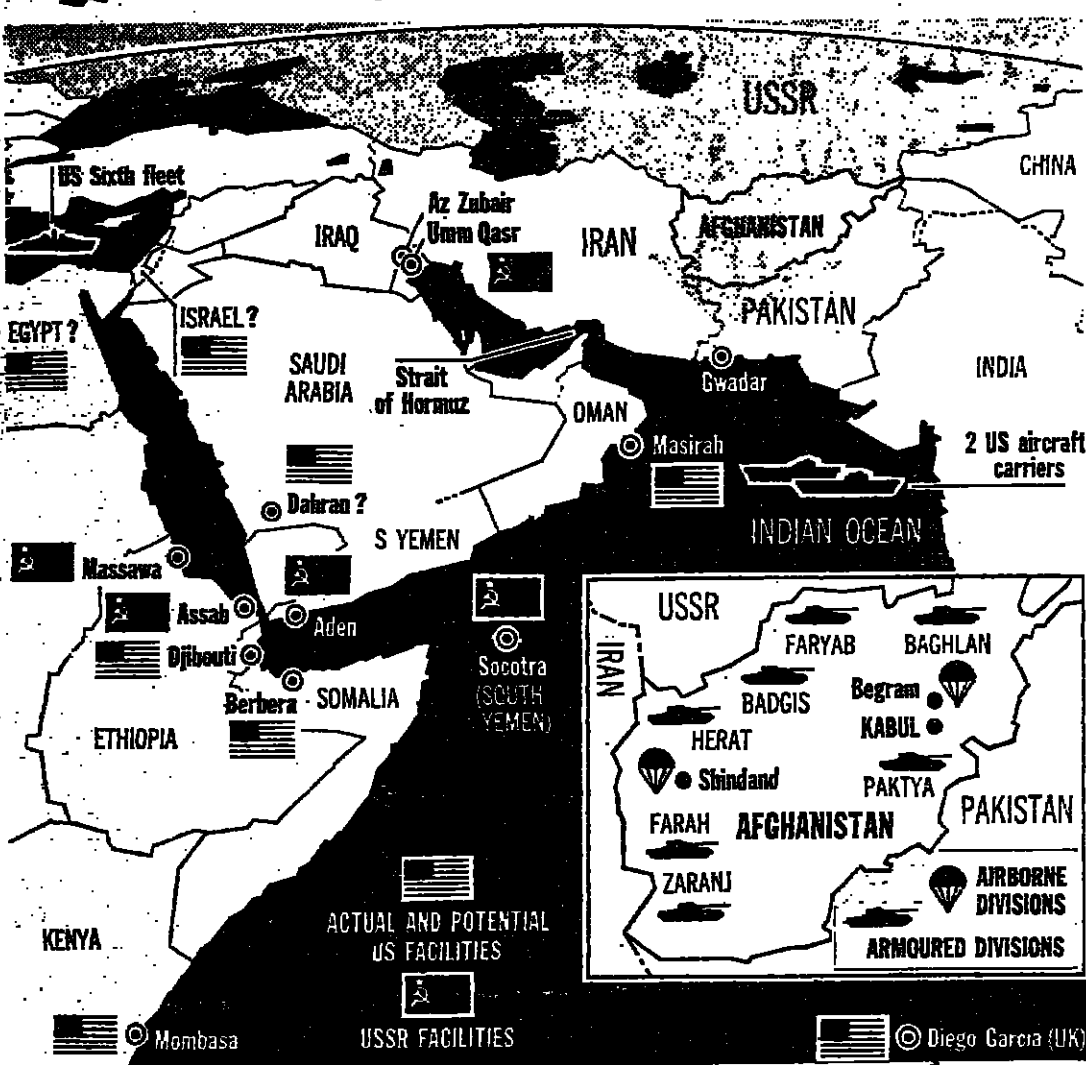 USSR
CHINA
US Sixth fleet
Az Zubair
Umm Qasr
IRAQ
IRAN
AFGHANISTAN
EGYPT ?
ISRAEL ?
PAKISTAN
SAUDI
ARABIA
Strait
of Hormuz
Gwadar
INDIA
OMAN
Masirah
2 US aircraft
carriers
Dahran ?
S YEMEN
INDIAN OCEAN
Massawa
Assab
Aden
Djibouti
Berbera
SOMALIA
Socotra
(SOUTH
YEMEN)
ETHIOPIA
KENYA
ACTUAL AND POTENTIAL
US FACILITIES
USSR FACILITIES
Mombasa
Diego Garcia (UK)
USSR
IRAN
FARYAB
BAGHLAN
BADGIS
Begram
KABUL
HERAT
Shindand
PAKTYA
FARAH
AFGHANISTAN
PAKISTAN
ZARANJ
AIRBORNE
DIVISIONS
ARMOURED DIVISIONS